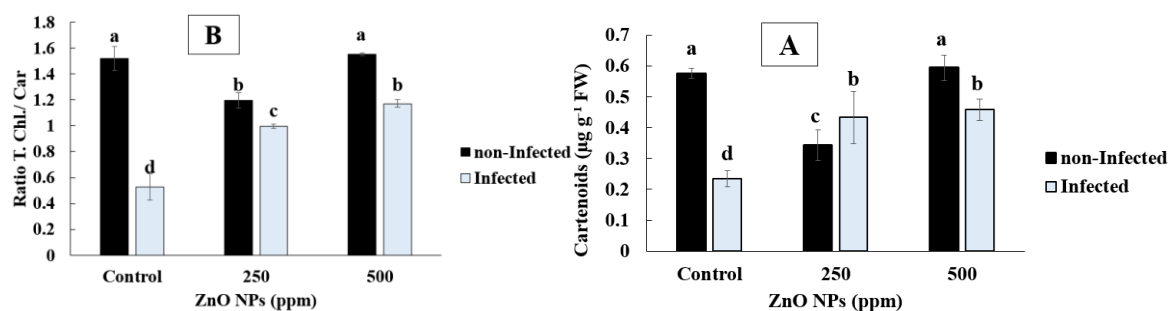 B
Ratio T. Chl./ Car
1.8
1.6
1.4
1.2
1
0.8
0.6
0.4
0.2
0
a
d
b
c
a
b
Control
250
500
ZnO NPs (ppm)
non-Infected
Infected
A
Cartenoids (µg g⁻¹ FW)
0.7
0.6
0.5
0.4
0.3
0.2
0.1
0
a
d
c
b
a
b
Control
250
500
ZnO NPs (ppm)
non-Infected
Infected